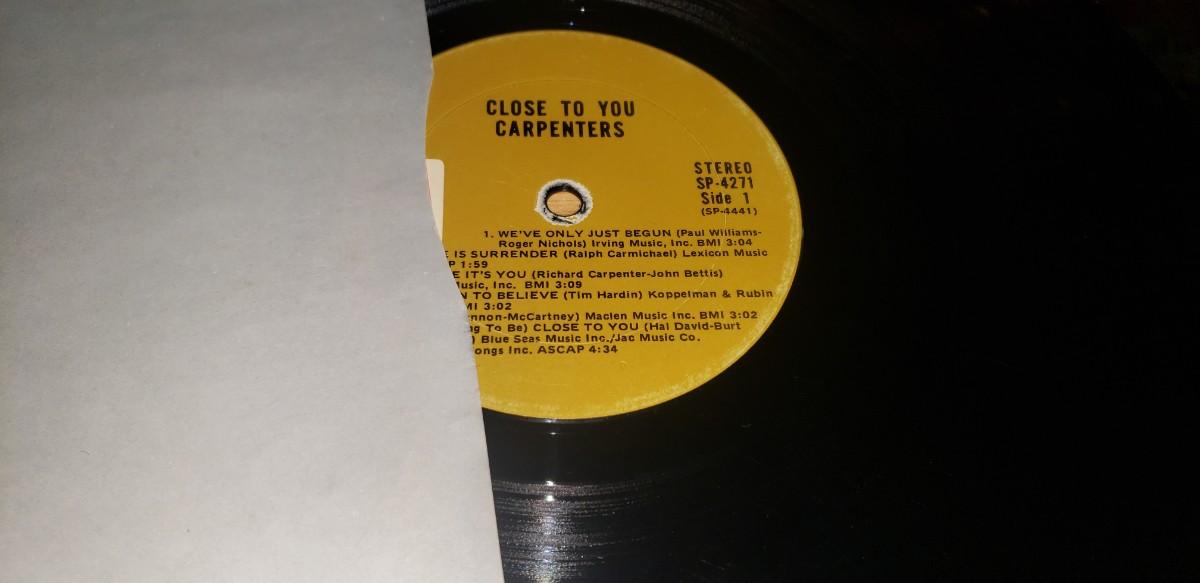 CLOSE TO YOU
CARPENTERS
STEREO
SP-4271
Side 1
(SP-4441)
1. WE'VE ONLY JUST BEGUN (Paul Williams-
Roger Nichols) Irving Music, Inc. BMI 3:04
E IS SURRENDER (Ralph Carmichael) Lexicon Music
P 1:59
E IT'S YOU (Richard Carpenter-John Bettis)
usic, Inc. BMI 3:09
N TO BELIEVE (Tim Hardin) Koppelman & Rubin
MI 3:02
nnon-McCartney) Maclen Music Inc. BMI 3:02
ng To Be) CLOSE TO YOU (Hal David-Burt
) Blue Seas Music Inc./Jac Music Co.
ongs Inc. ASCAP 4:34